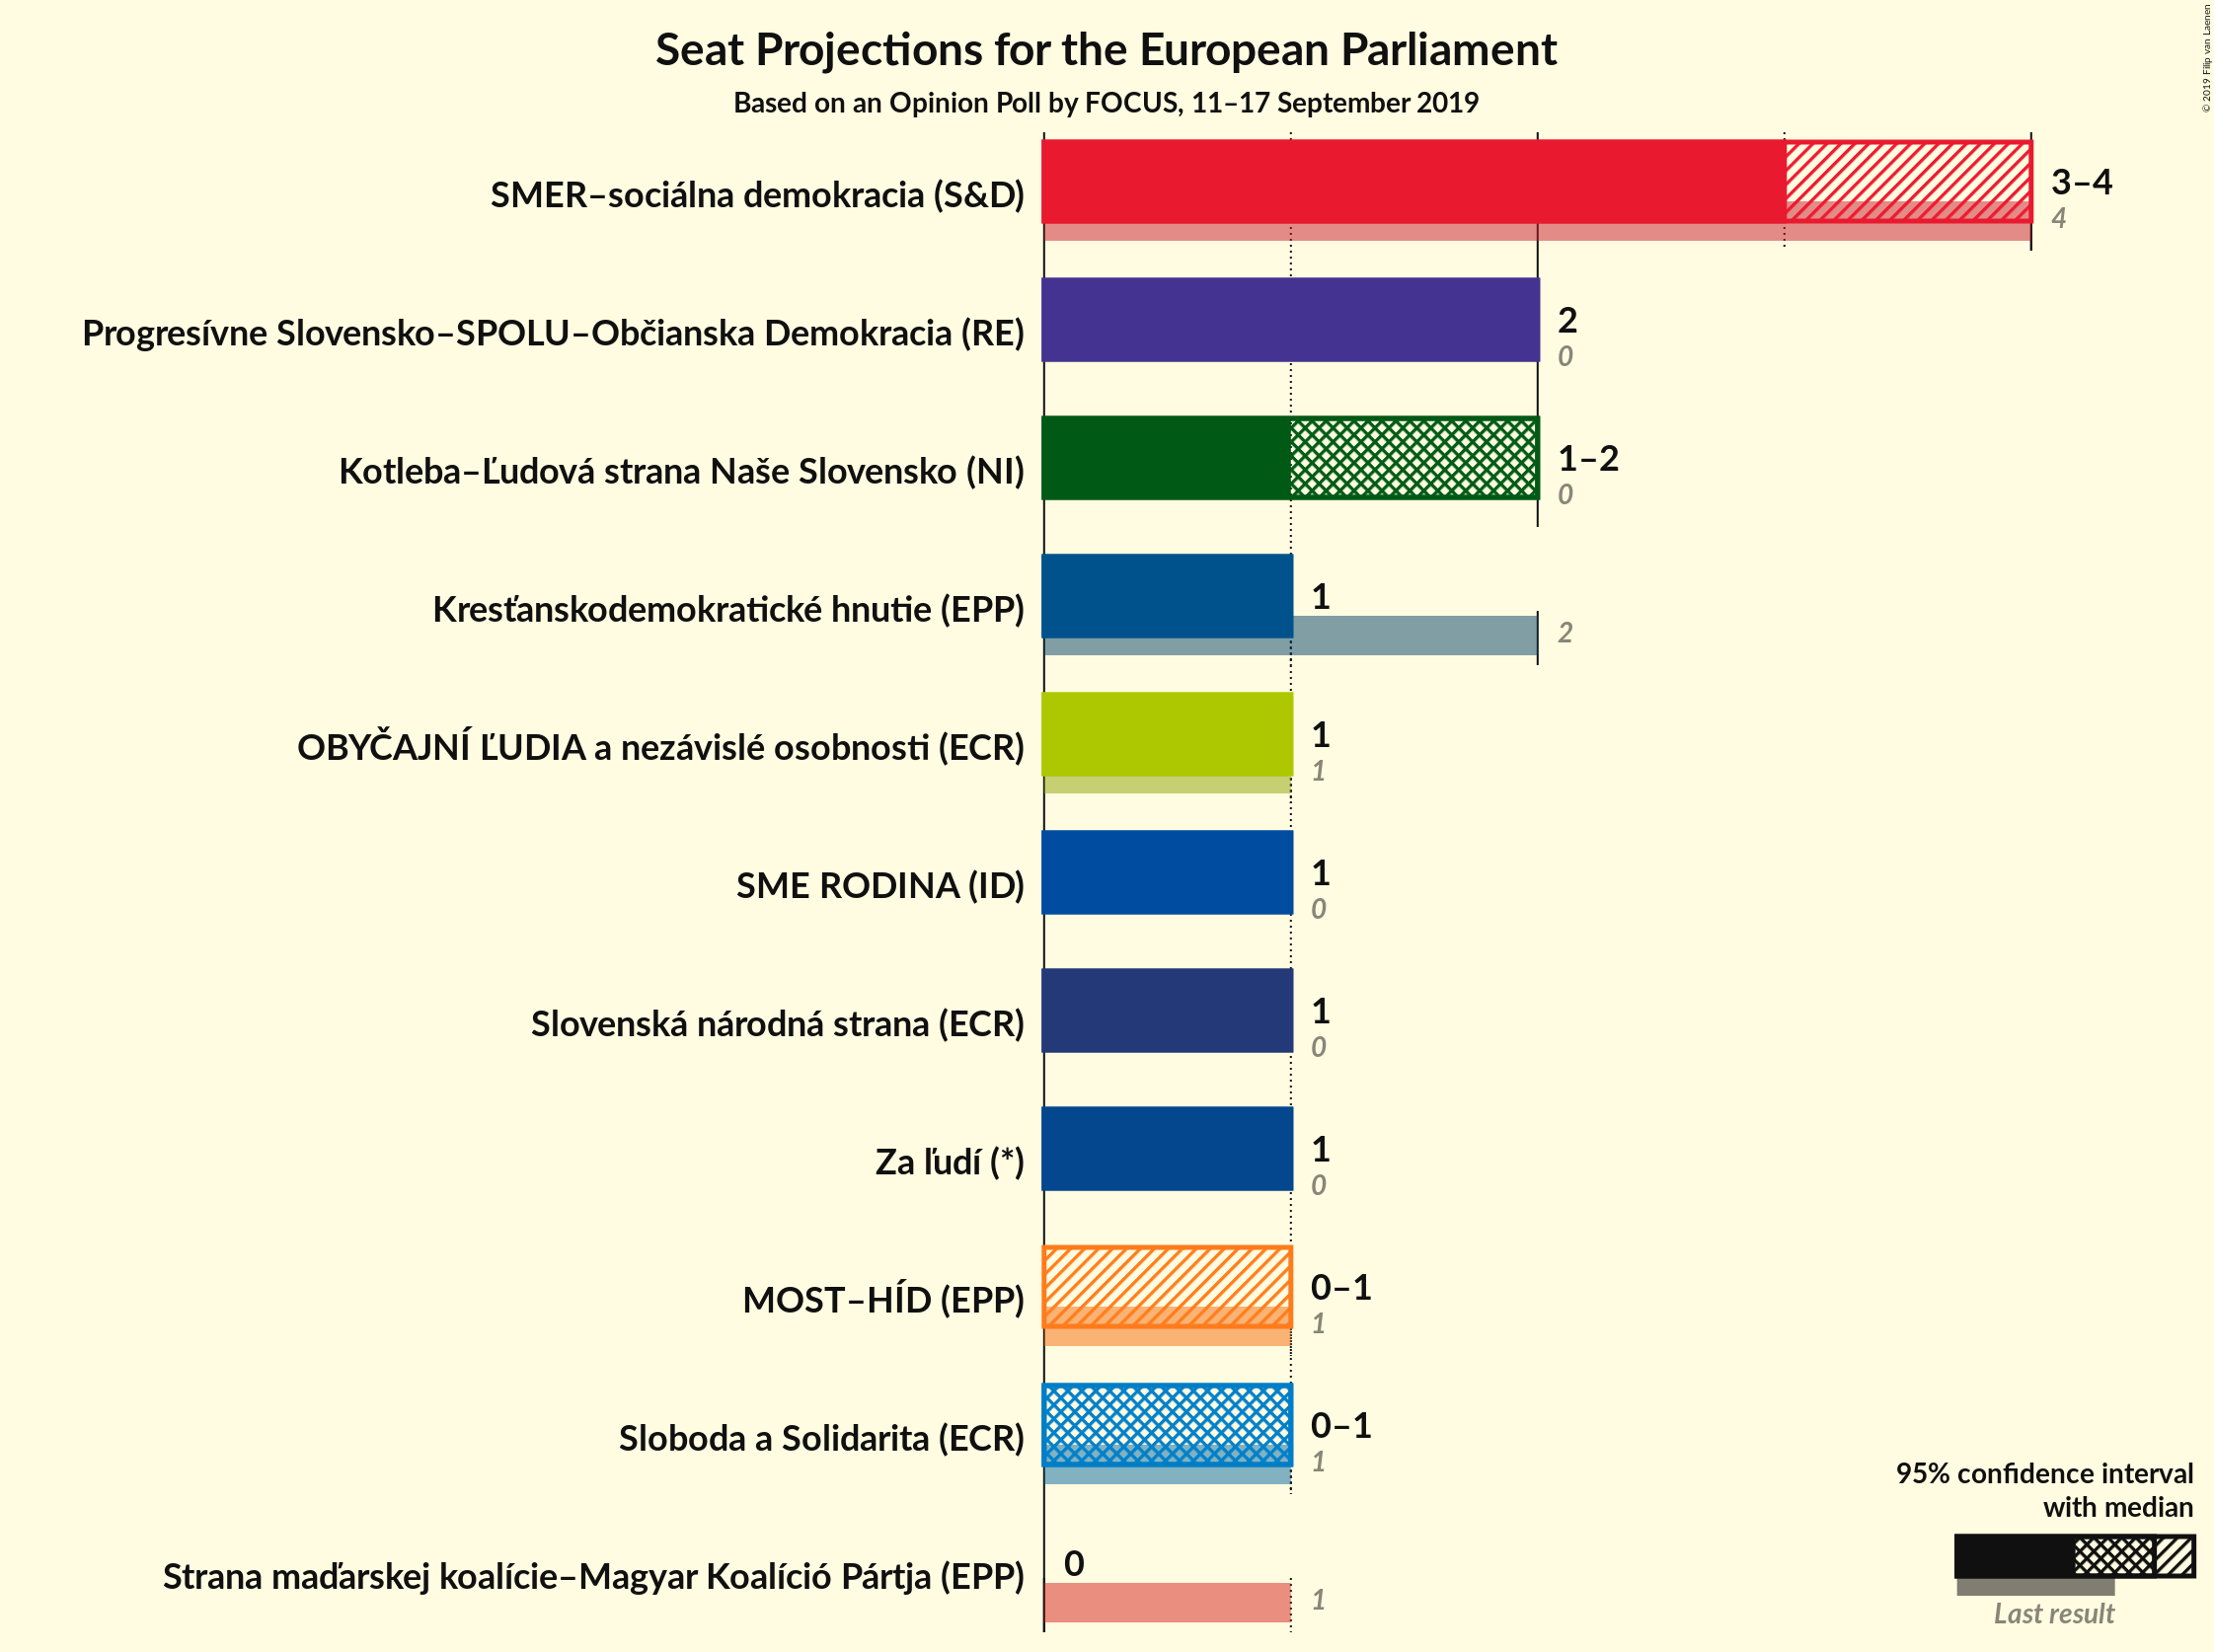 Seat Projections for the European Parliament
Based on an Opinion Poll by FOCUS, 11–17 September 2019
© 2019 Filip van Laenen
SMER–sociálna demokracia (S&D)
3–4
4
Progresívne Slovensko–SPOLU–Občianska Demokracia (RE)
2
0
Kotleba–Ľudová strana Naše Slovensko (NI)
1–2
0
Kresťanskodemokratické hnutie (EPP)
1
2
OBYČAJNÍ ĽUDIA a nezávislé osobnosti (ECR)
1
1
SME RODINA (ID)
1
0
Slovenská národná strana (ECR)
1
0
Za ľudí (*)
1
0
MOST–HÍD (EPP)
0–1
1
Sloboda a Solidarita (ECR)
0–1
1
Strana maďarskej koalície–Magyar Koalíció Pártja (EPP)
0
1
95% confidence interval
with median
Last result